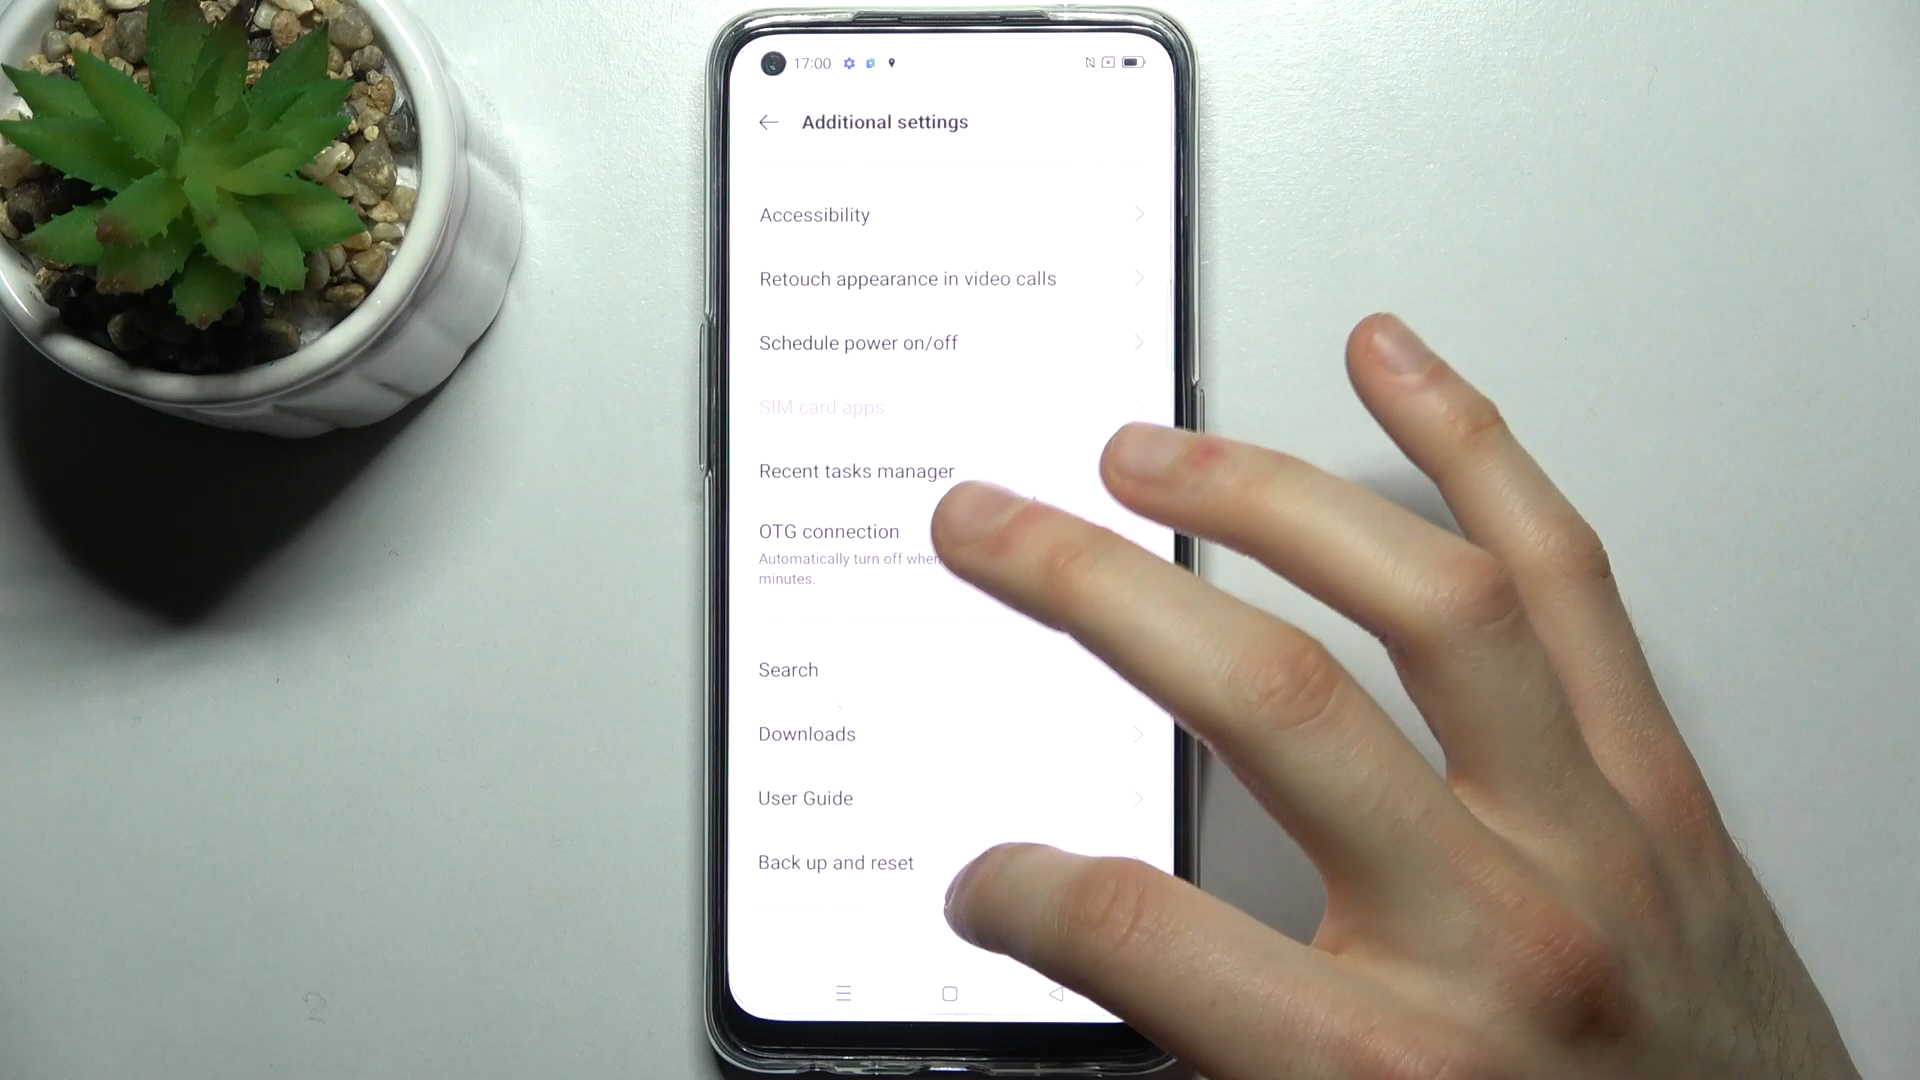 17:00
Additional settings
Accessibility
Retouch appearance in video calls
Schedule power on/off
SIM card apps
Recent tasks manager
OTG connection
Automatically turn off when
minutes.
Search
Downloads
User Guide
Back up and reset